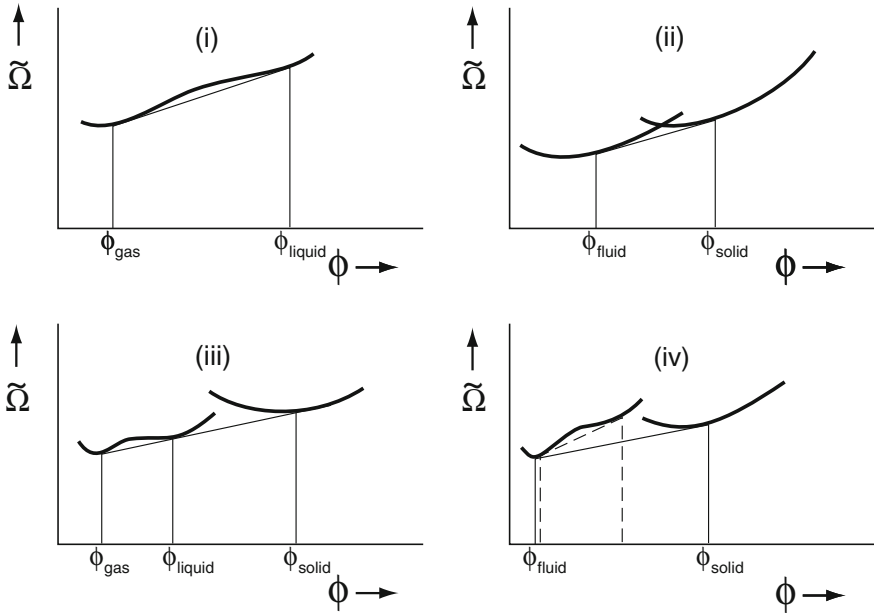 (i)
Ω̃
ϕgas
ϕliquid
ϕ
(ii)
Ω̃
ϕfluid
ϕsolid
ϕ
(iii)
Ω̃
ϕgas
ϕliquid
ϕsolid
ϕ
(iv)
Ω̃
ϕfluid
ϕsolid
ϕ